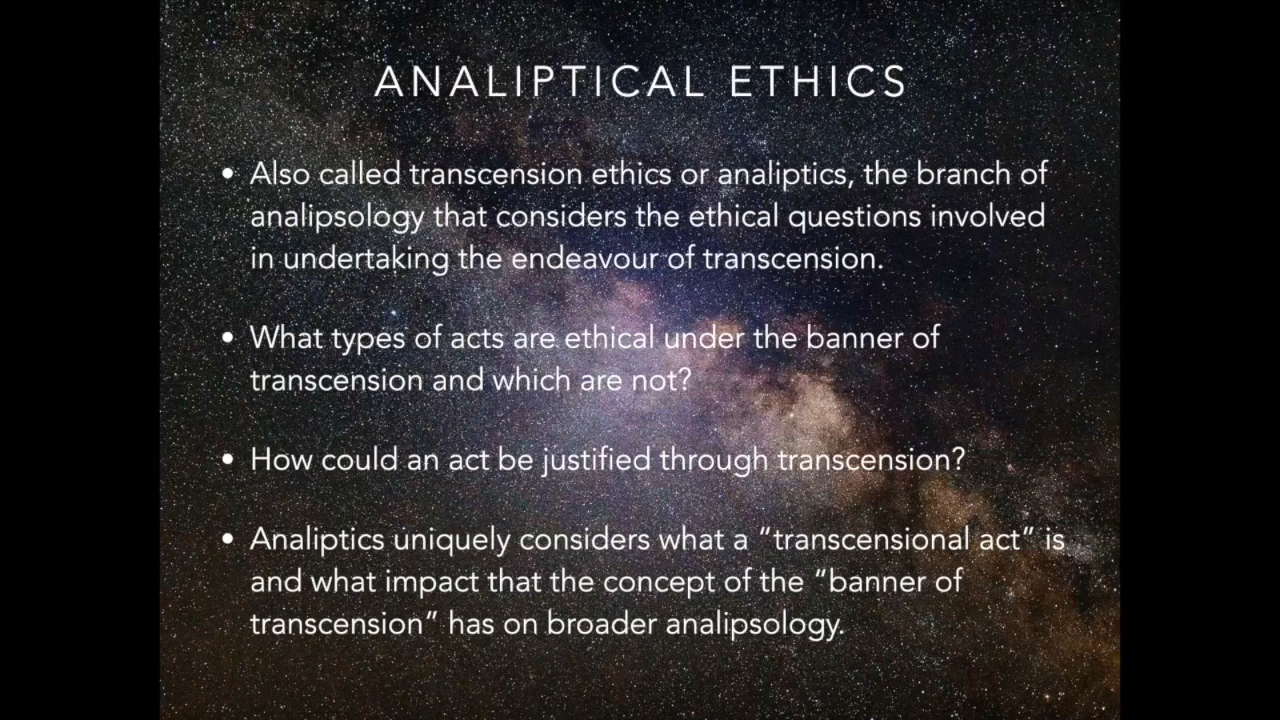 ANALIPTICAL ETHICS
• Also called transcension ethics or analiptics, the branch of
analipsology that considers the ethical questions involved
in undertaking the endeavour of transcension.
• What types of acts are ethical under the banner of
transcension and which are not?
• How could an act be justified through transcension?
• Analiptics uniquely considers what a “transcensional act” is
and what impact that the concept of the “banner of
transcension” has on broader analipsology.